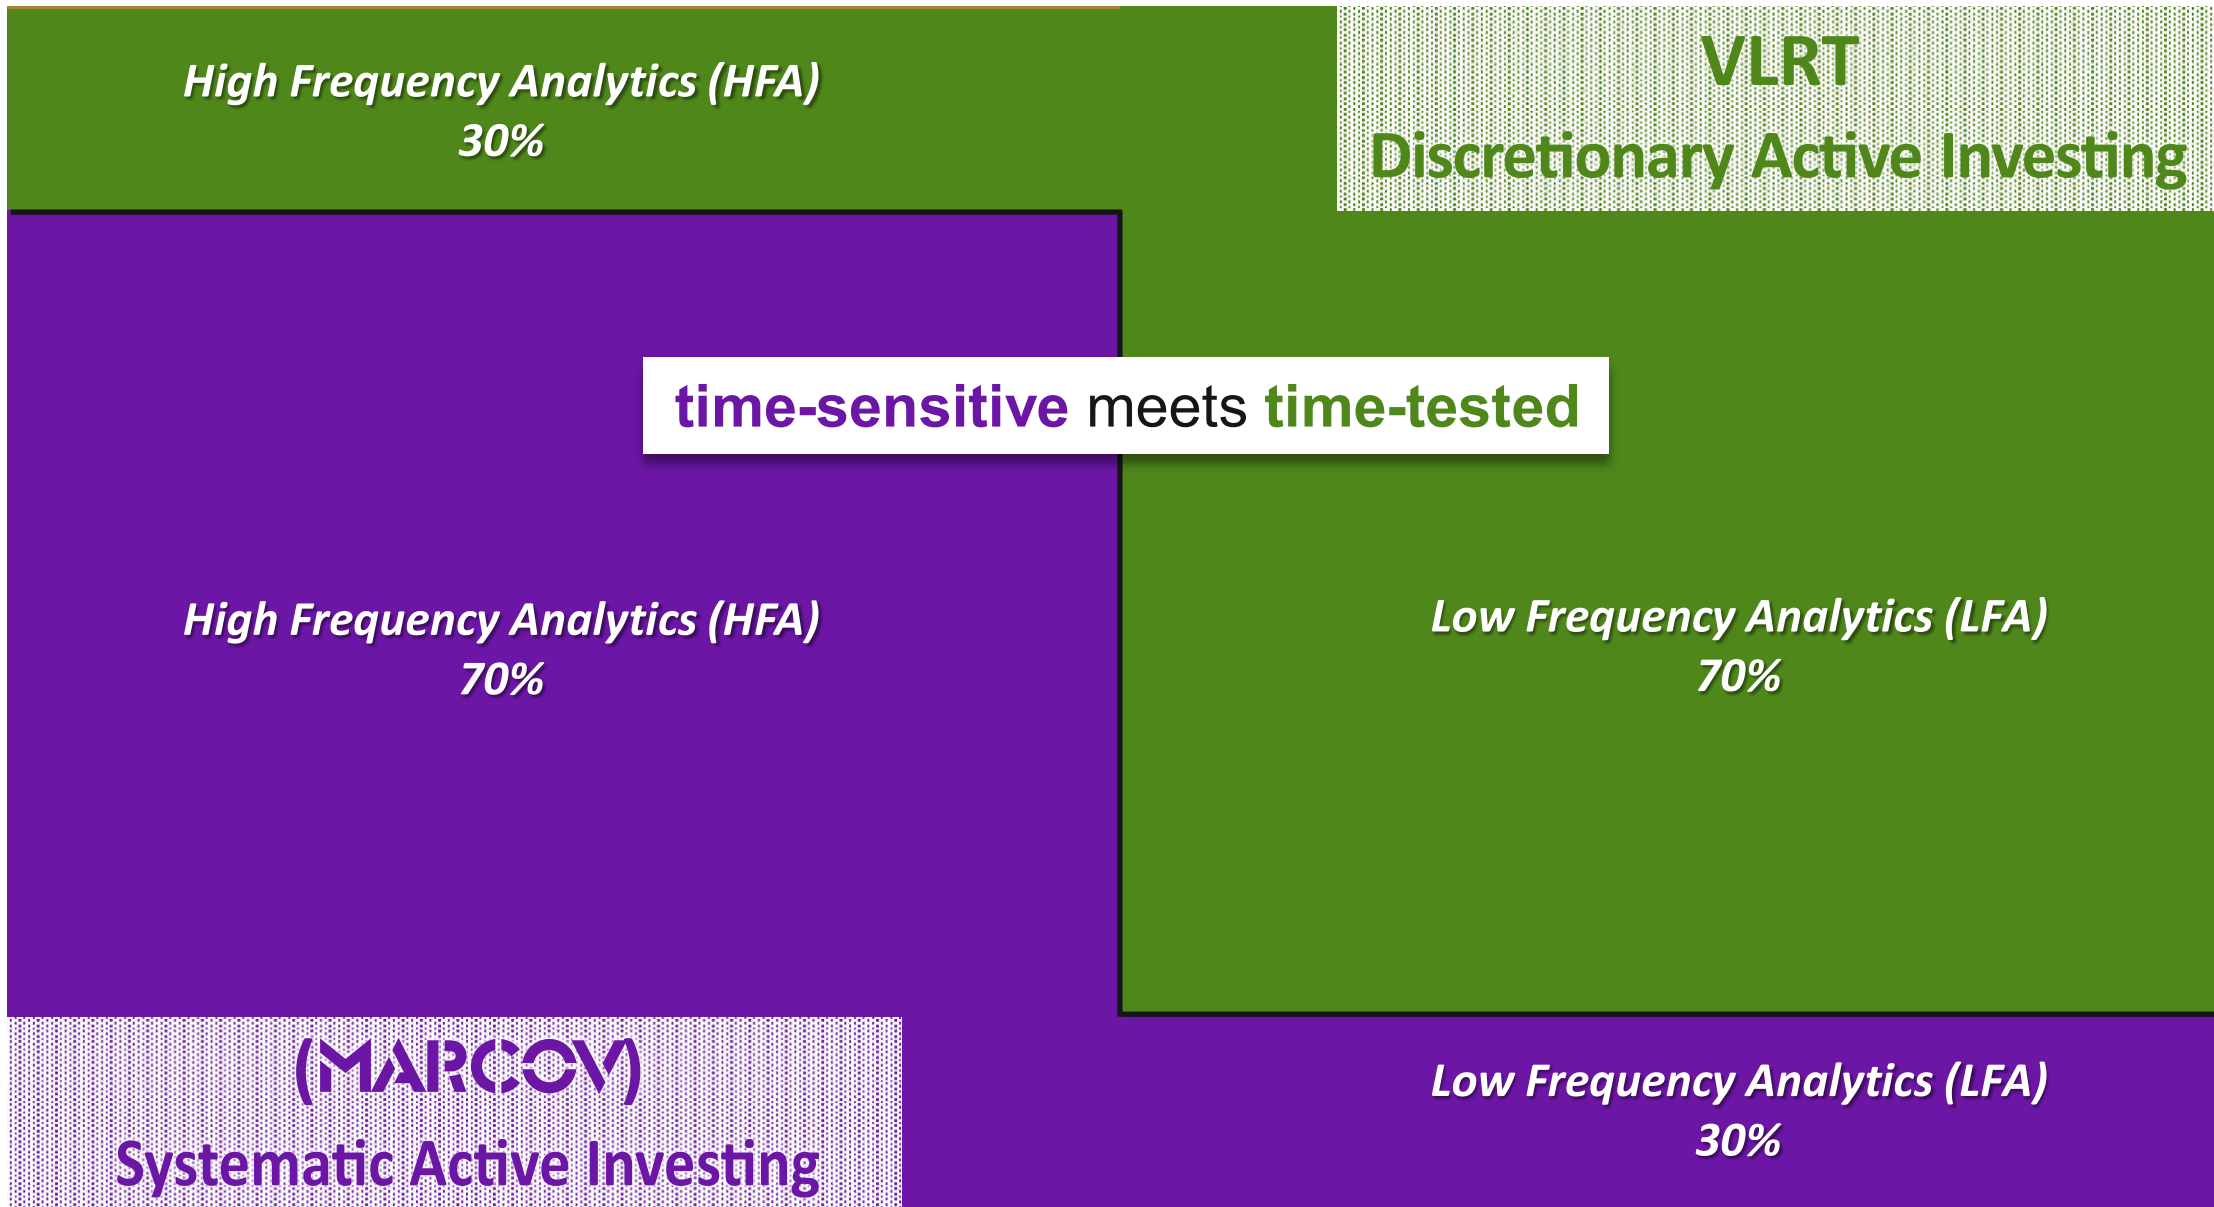 High Frequency Analytics (HFA)
30%
VLRT
Discretionary Active Investing
time-sensitive meets time-tested
High Frequency Analytics (HFA)
70%
Low Frequency Analytics (LFA)
70%
(MARCOV)
Systematic Active Investing
Low Frequency Analytics (LFA)
30%